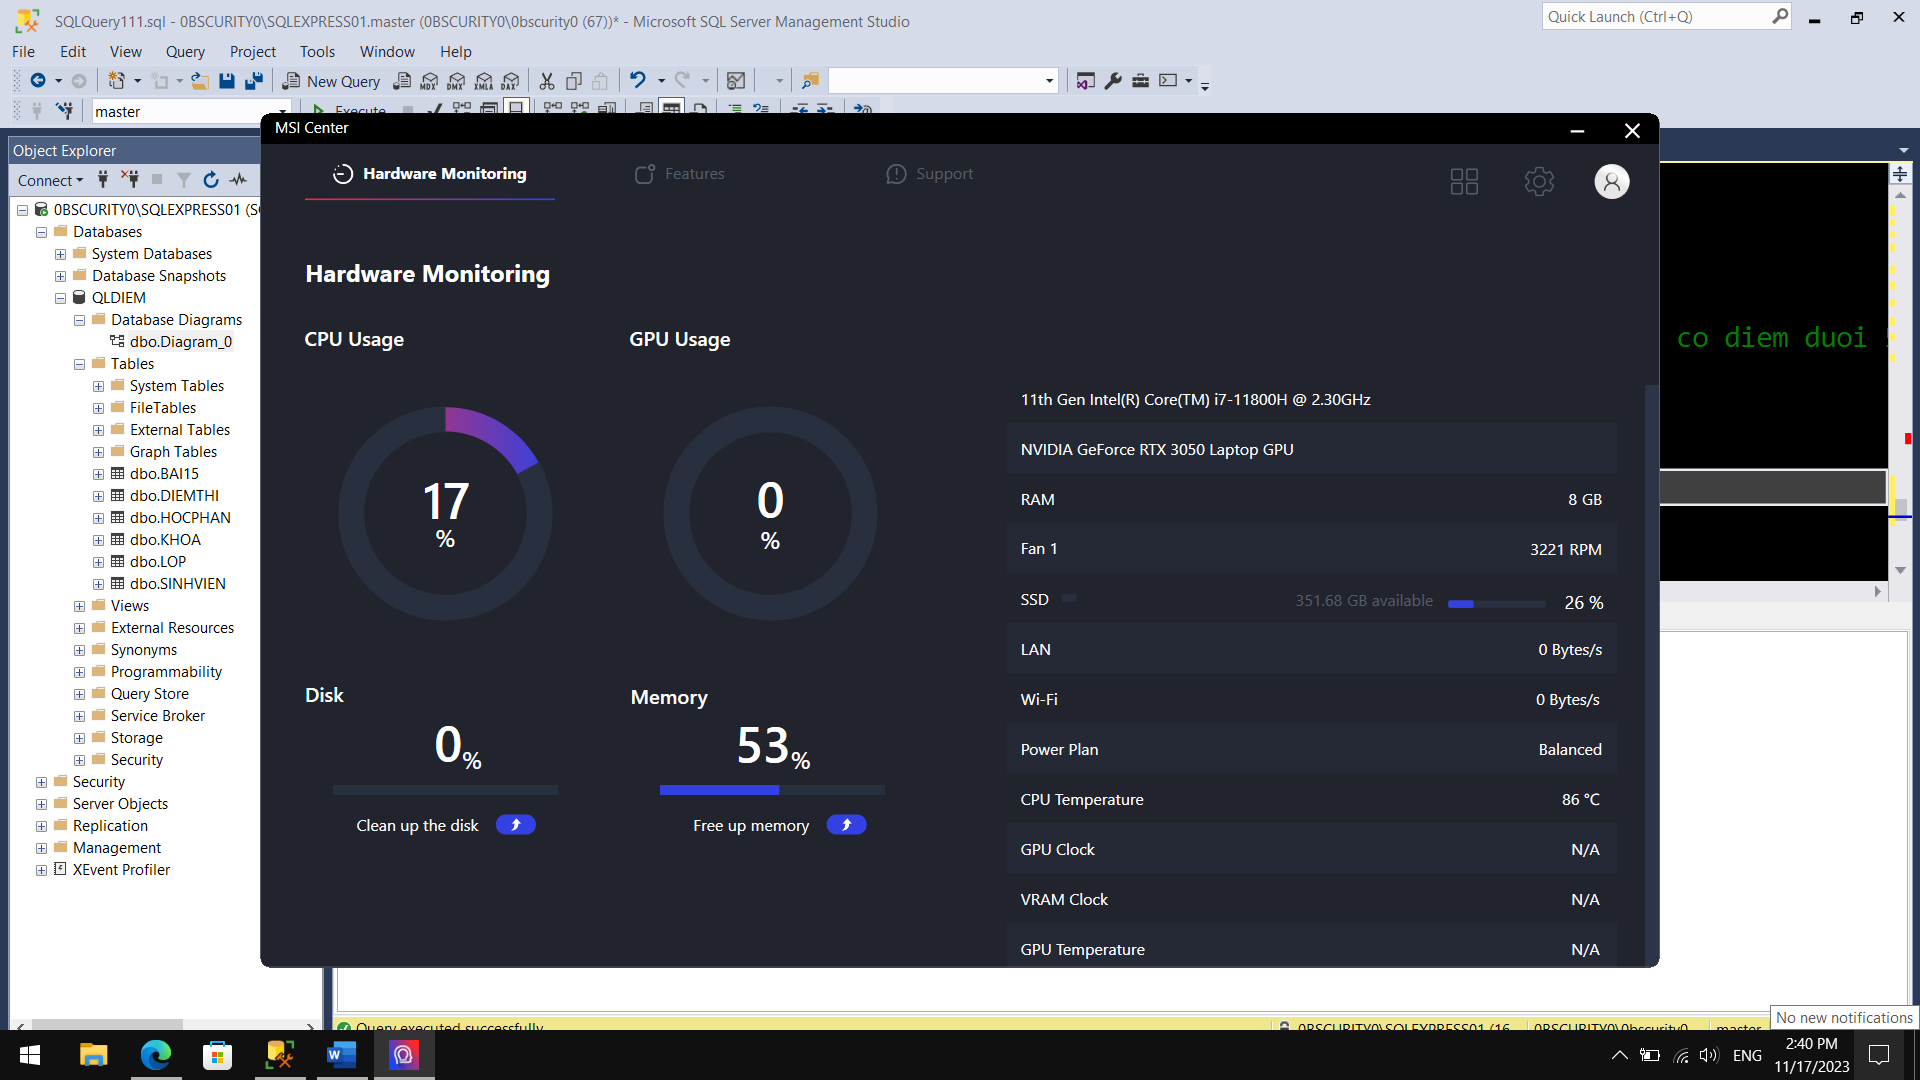 SQLQuery111.sql - 0BSCURITY0\SQLEXPRESS01.master (0BSCURITY0\0bscurity0 (67))* - Microsoft SQL Server Management Studio
Quick Launch (Ctrl+Q)
File Edit View Query Project Tools Window Help
New Query
MDX DMX XMLA DAX
master
Execute
Object Explorer
Connect
0BSCURITY0\SQLEXPRESS01
Databases
System Databases
Database Snapshots
QLDIEM
Database Diagrams
dbo.Diagram_0
Tables
System Tables
FileTables
External Tables
Graph Tables
dbo.BAI15
dbo.DIEMTHI
dbo.HOCPHAN
dbo.KHOA
dbo.LOP
dbo.SINHVIEN
Views
External Resources
Synonyms
Programmability
Query Store
Service Broker
Storage
Security
Security
Server Objects
Replication
Management
XEvent Profiler
MSI Center
Hardware Monitoring
Features
Support
Hardware Monitoring
CPU Usage
17
%
GPU Usage
0
%
Disk
0%
Clean up the disk
Memory
53%
Free up memory
11th Gen Intel(R) Core(TM) i7-11800H @ 2.30GHz
NVIDIA GeForce RTX 3050 Laptop GPU
RAM 8 GB
Fan 1 3221 RPM
SSD 351.68 GB available 26 %
LAN 0 Bytes/s
Wi-Fi 0 Bytes/s
Power Plan Balanced
CPU Temperature 86 °C
GPU Clock N/A
VRAM Clock N/A
GPU Temperature N/A
co diem duoi
Query executed successfully
0BSCURITY0\SQLEXPRESS01 (16 0BSCURITY0\0bscurity0 master
No new notifications
ENG
2:40 PM
11/17/2023